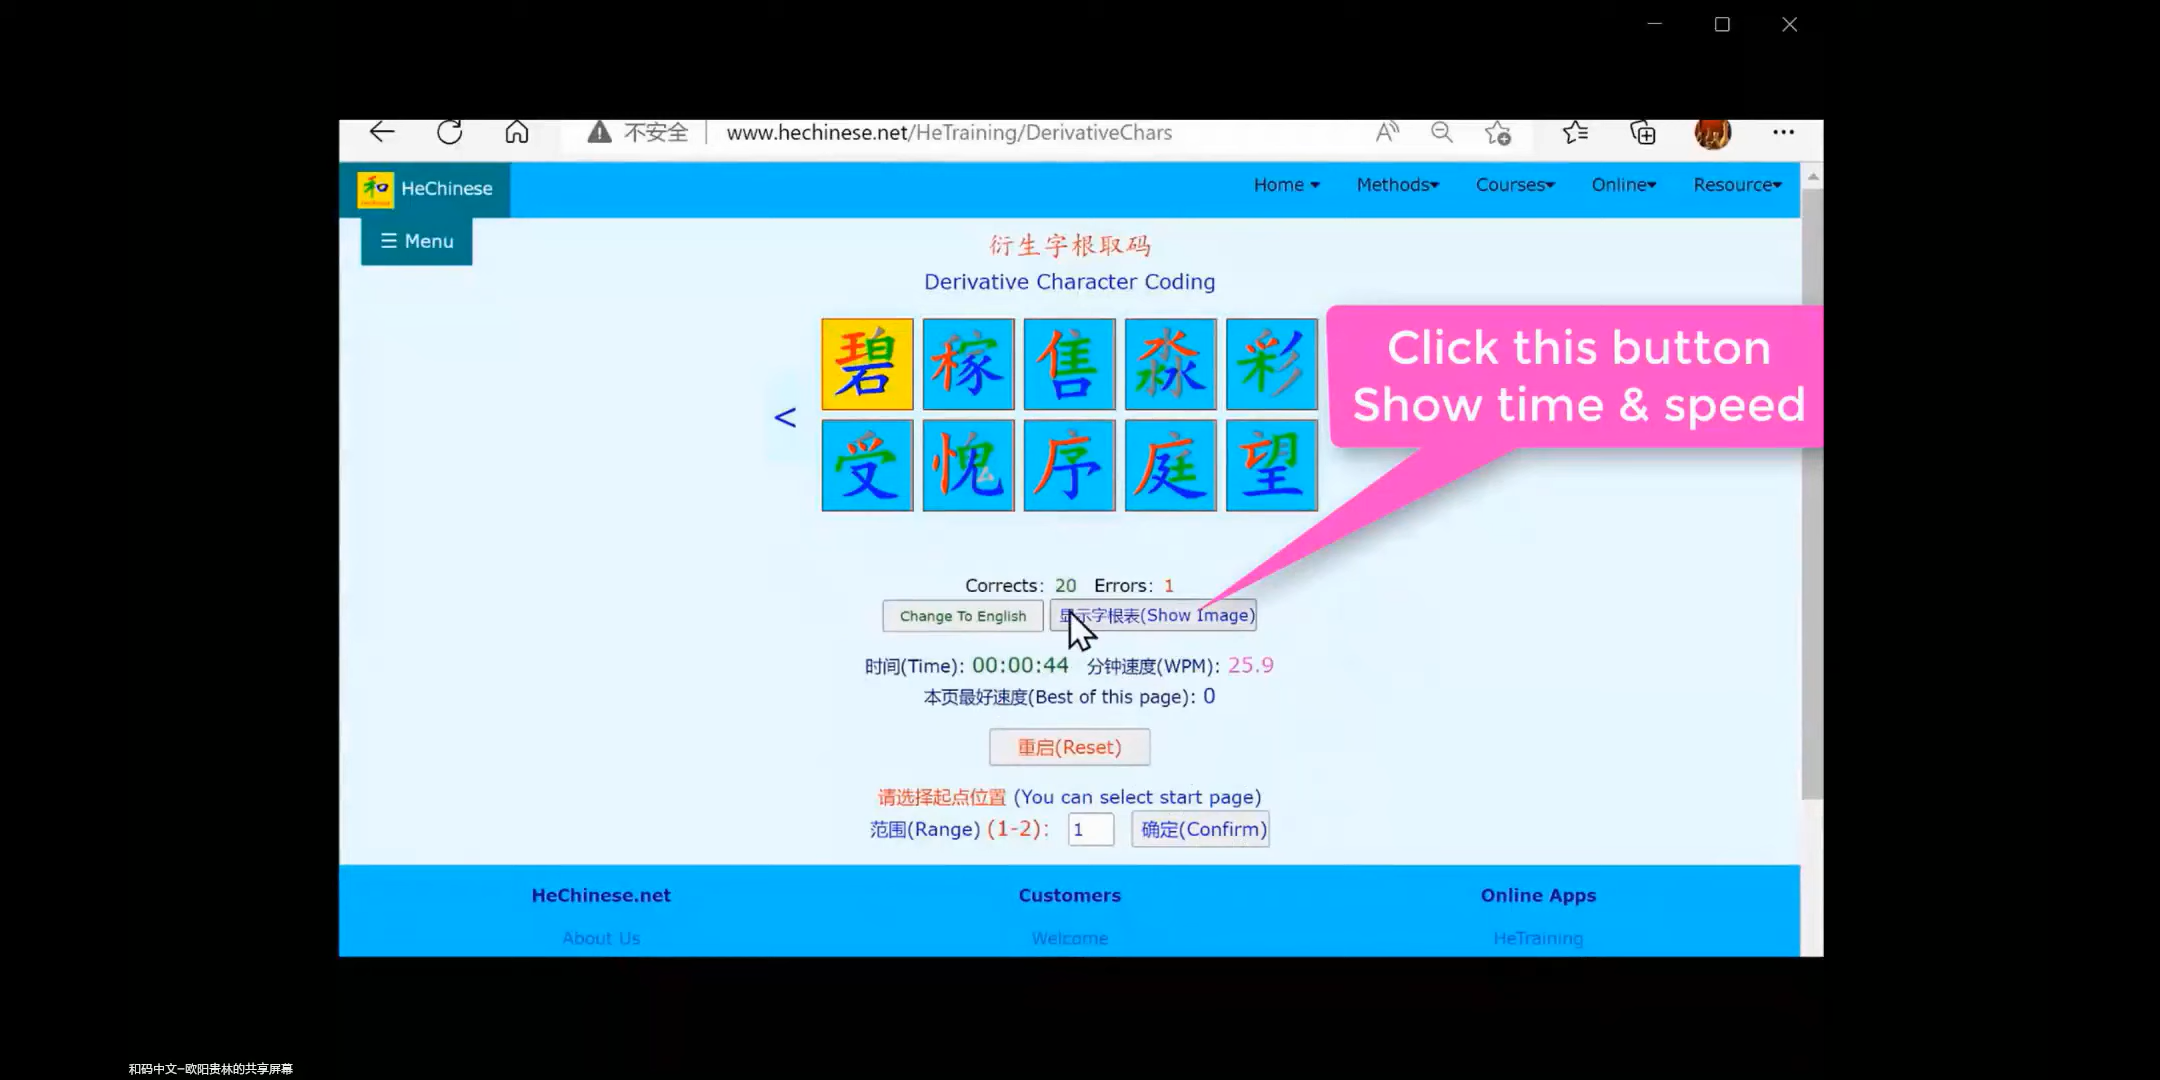 不安全 | www.hechinese.net/HeTraining/DerivativeChars
和 HeChinese
Home Methods Courses Online Resource
☰ Menu
衍生字根取码
Derivative Character Coding
碧 稼 售 淼 彩
<
受 愧 序 庭 望
Click this button
Show time & speed
Corrects: 20 Errors: 1
Change To English 显示字根表(Show Image)
时间(Time): 00:00:44 分钟速度(WPM): 25.9
本页最好速度(Best of this page): 0
重启(Reset)
请选择起点位置 (You can select start page)
范围(Range) (1-2): 1 确定(Confirm)
HeChinese.net Customers Online Apps
About Us Welcome HeTraining
和码中文-欧阳贵林的共享屏幕